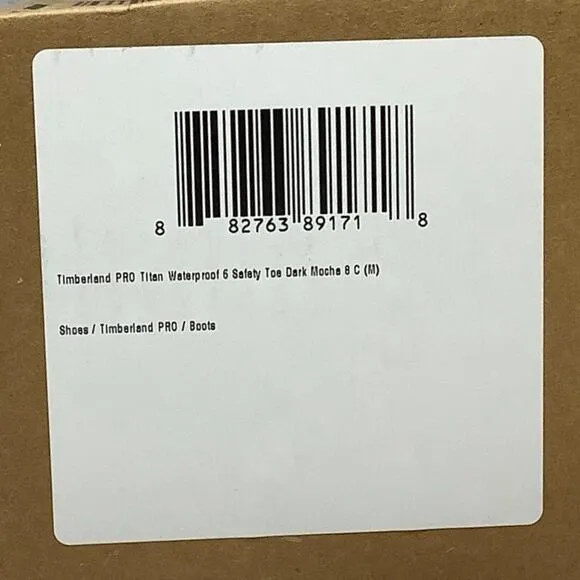 8 82763 89171 8
Timberland PRO Titan Waterproof 6 Safety Toe Dark Mocha 8 C (M)
Shoes / Timberland PRO / Boots